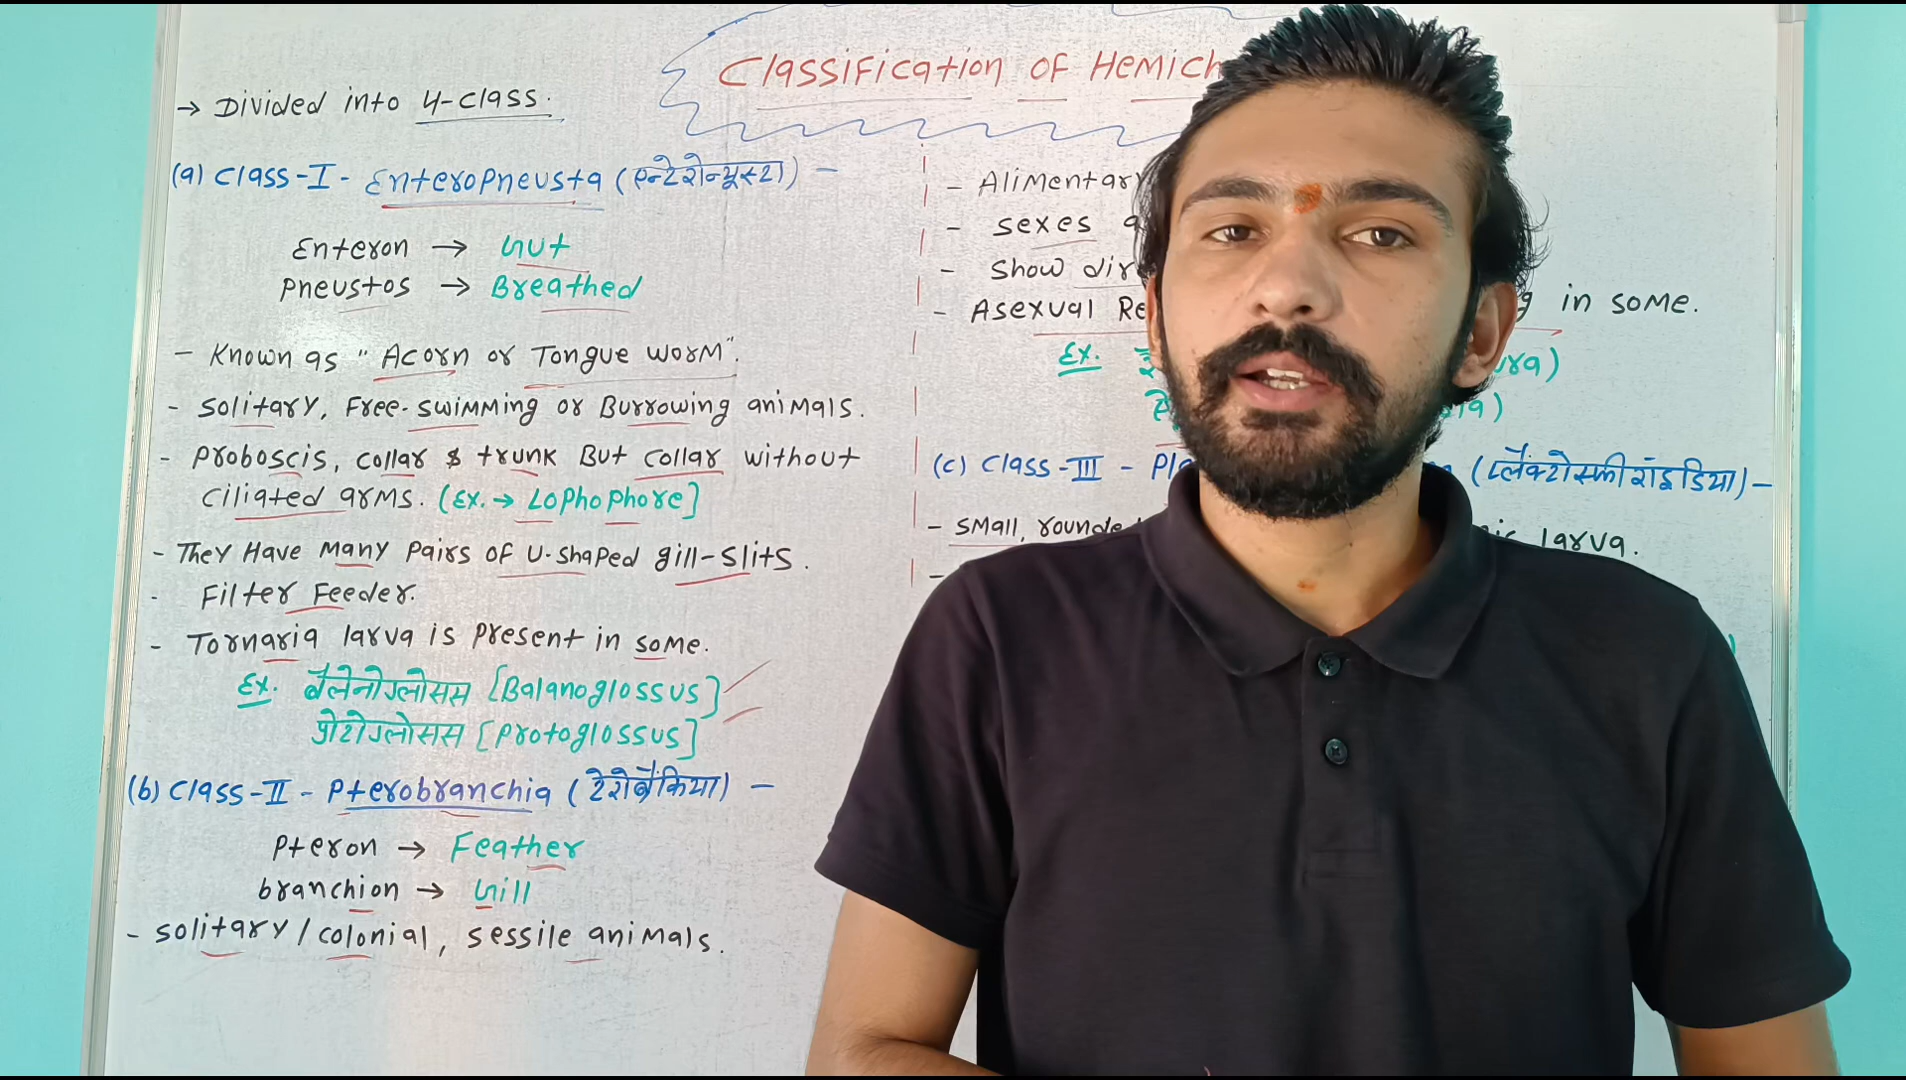 Classification of Hemich
→ Divided into 4-class.
(a) Class-I - Enteropneusta (एन्टेरोन्यूस्टा) -
Enteron → Gut
Pneustos → Breathed
- Known as "Acorn or Tongue worm".
- Solitary, Free-swimming or Burrowing animals.
- Proboscis, collar & trunk But collar without
ciliated arms. (Ex. → Lophophore]
- They Have many pairs of U-shaped gill-slits.
- Filter Feeder.
- Tornaria larva is present in some.
Ex. बैलेनोग्लोसस [Balanoglossus]
प्रोटोग्लोसस [Protoglossus]
(b) Class-II - Pterobranchia (टेरोब्रैंकिया) -
Pteron → Feather
branchion → Gill
- solitary / colonial, sessile animals.
- Alimentary
- sexes
- Show dir
- Asexual Re in some.
Ex.
(c) Class-III - Pla (प्लैंक्टोस्फीरॉइडिया) -
- small, rounded larva.